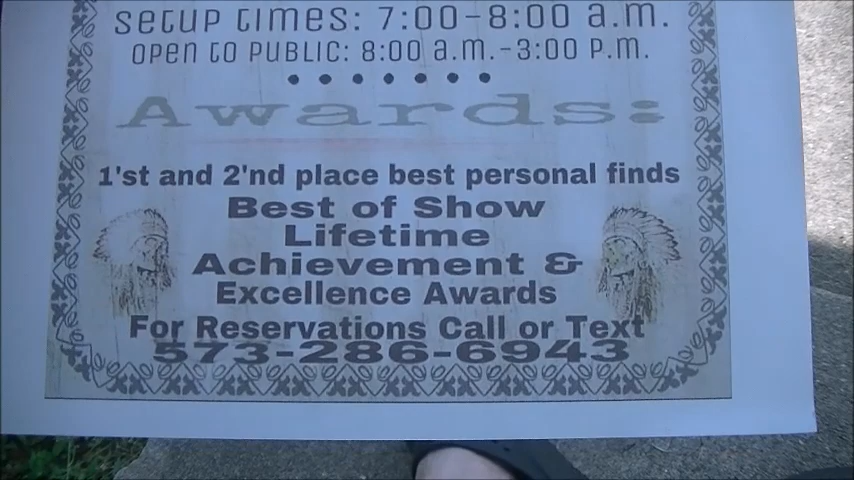 SETUP TIMES: 7:00-8:00 a.m.
OPEN TO PUBLIC: 8:00 a.m.-3:00 P.M.
Awards:
1'st and 2'nd place best personal finds
Best of Show
Lifetime
Achievement &
Excellence Awards
For Reservations Call or Text
573-286-6943